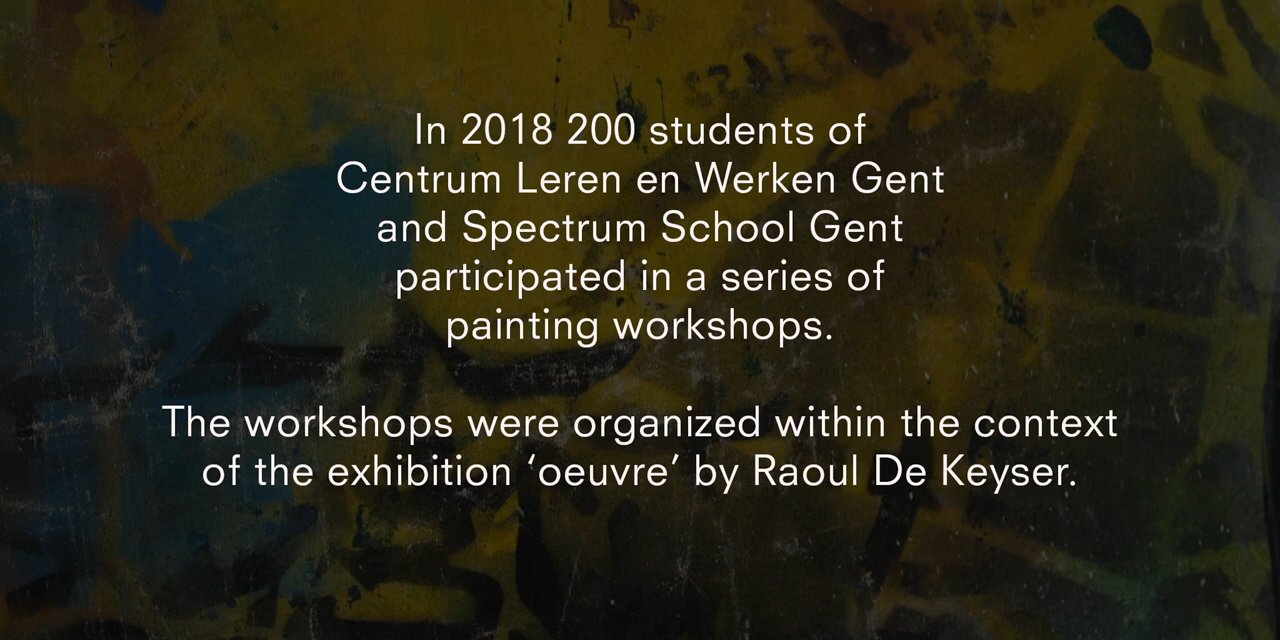 In 2018 200 students of
Centrum Leren en Werken Gent
and Spectrum School Gent
participated in a series of
painting workshops.
The workshops were organized within the context
of the exhibition ‘oeuvre’ by Raoul De Keyser.